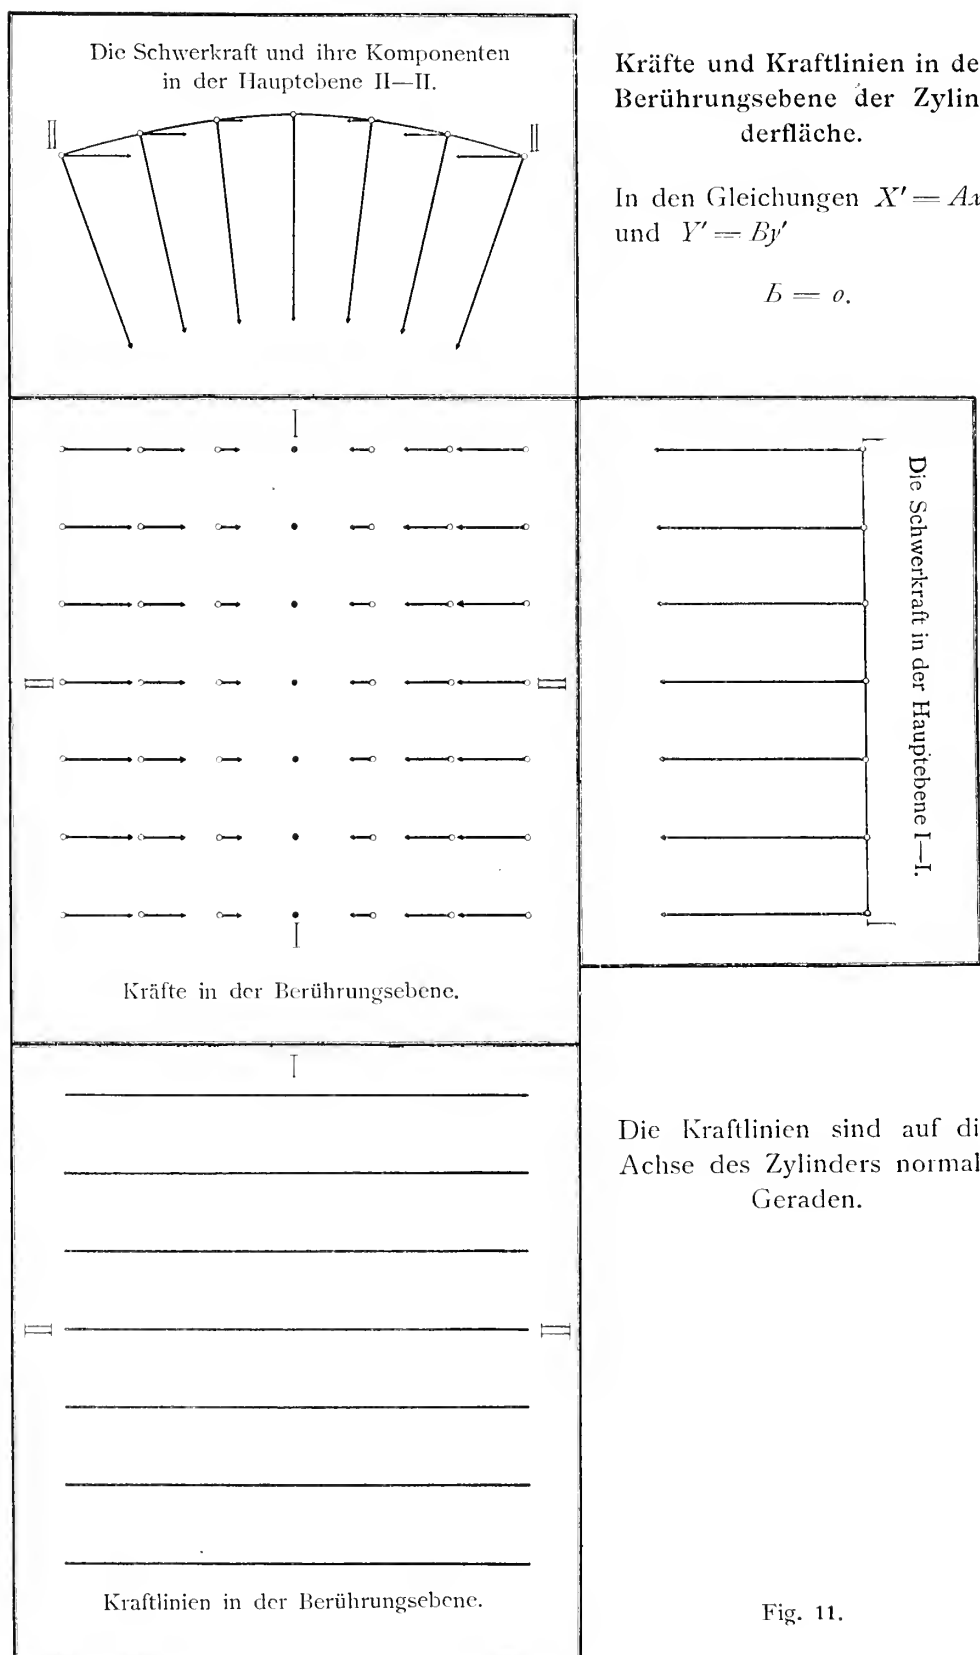 Die Schwerkraft und ihre Komponenten
in der Hauptebene II—II.
II
II
Kräfte und Kraftlinien in de
Berührungsebene der Zylin
derfläche.
In den Gleichungen X′ = Ax
und Y′ = By′
B = o.
I
II
II
I
Kräfte in der Berührungsebene.
I
I
Die Schwerkraft in der Hauptebene I—I.
I
II
II
Kraftlinien in der Berührungsebene.
Die Kraftlinien sind auf di
Achse des Zylinders normal
Geraden.
Fig. 11.